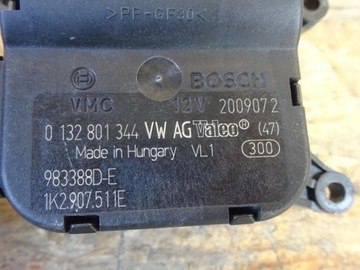 >PP-GF30<
BOSCH
VMC 12V 2009072
0 132 801 344 VW AG Valeo® (47)
Made in Hungary VL1 300
983388D-E
1K2.907.511E